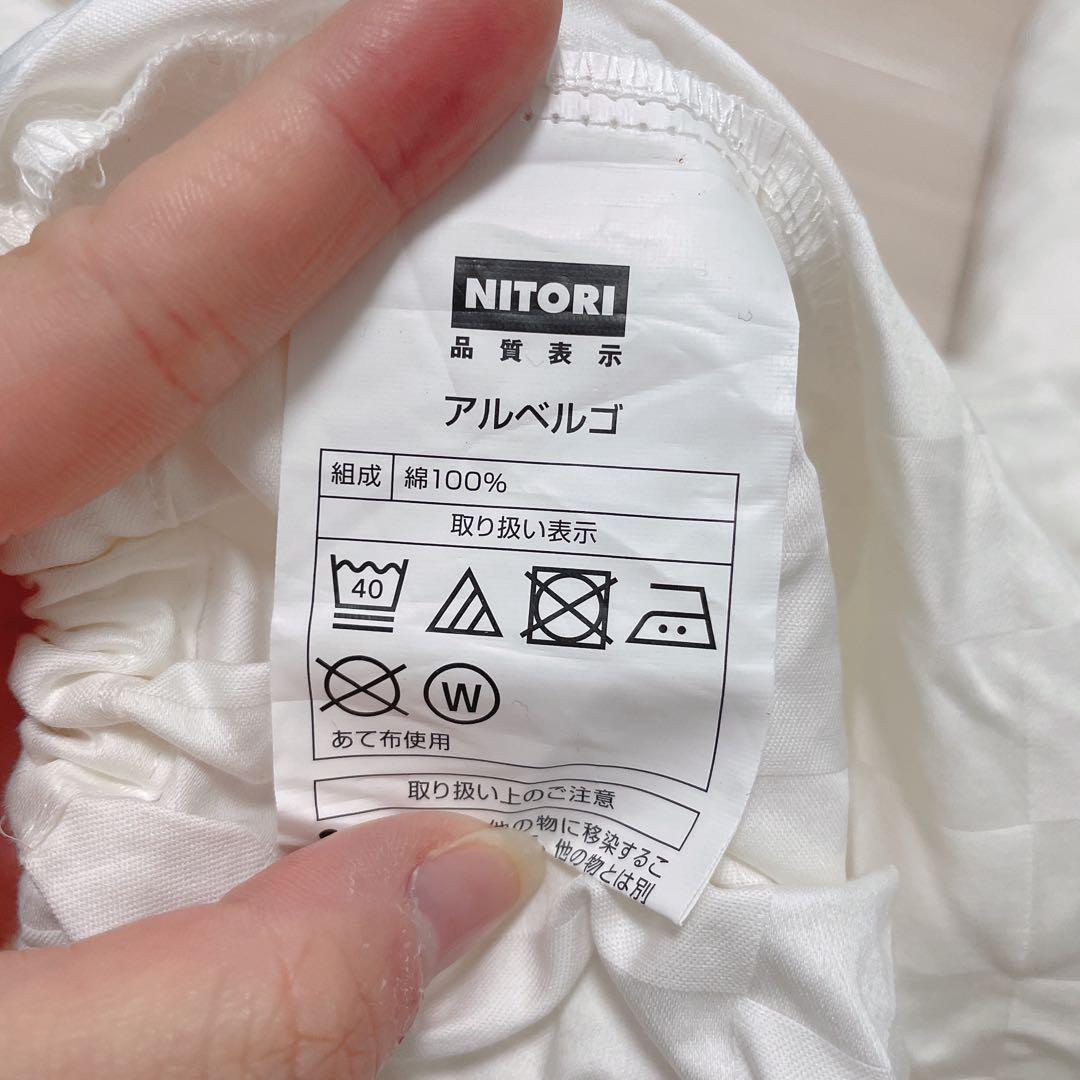 NITORI
品質表示
アルベルゴ
組成 綿100%
取り扱い表示
40
W
あて布使用
取り扱い上のご注意
他の物に移染するこ
他の物とは別